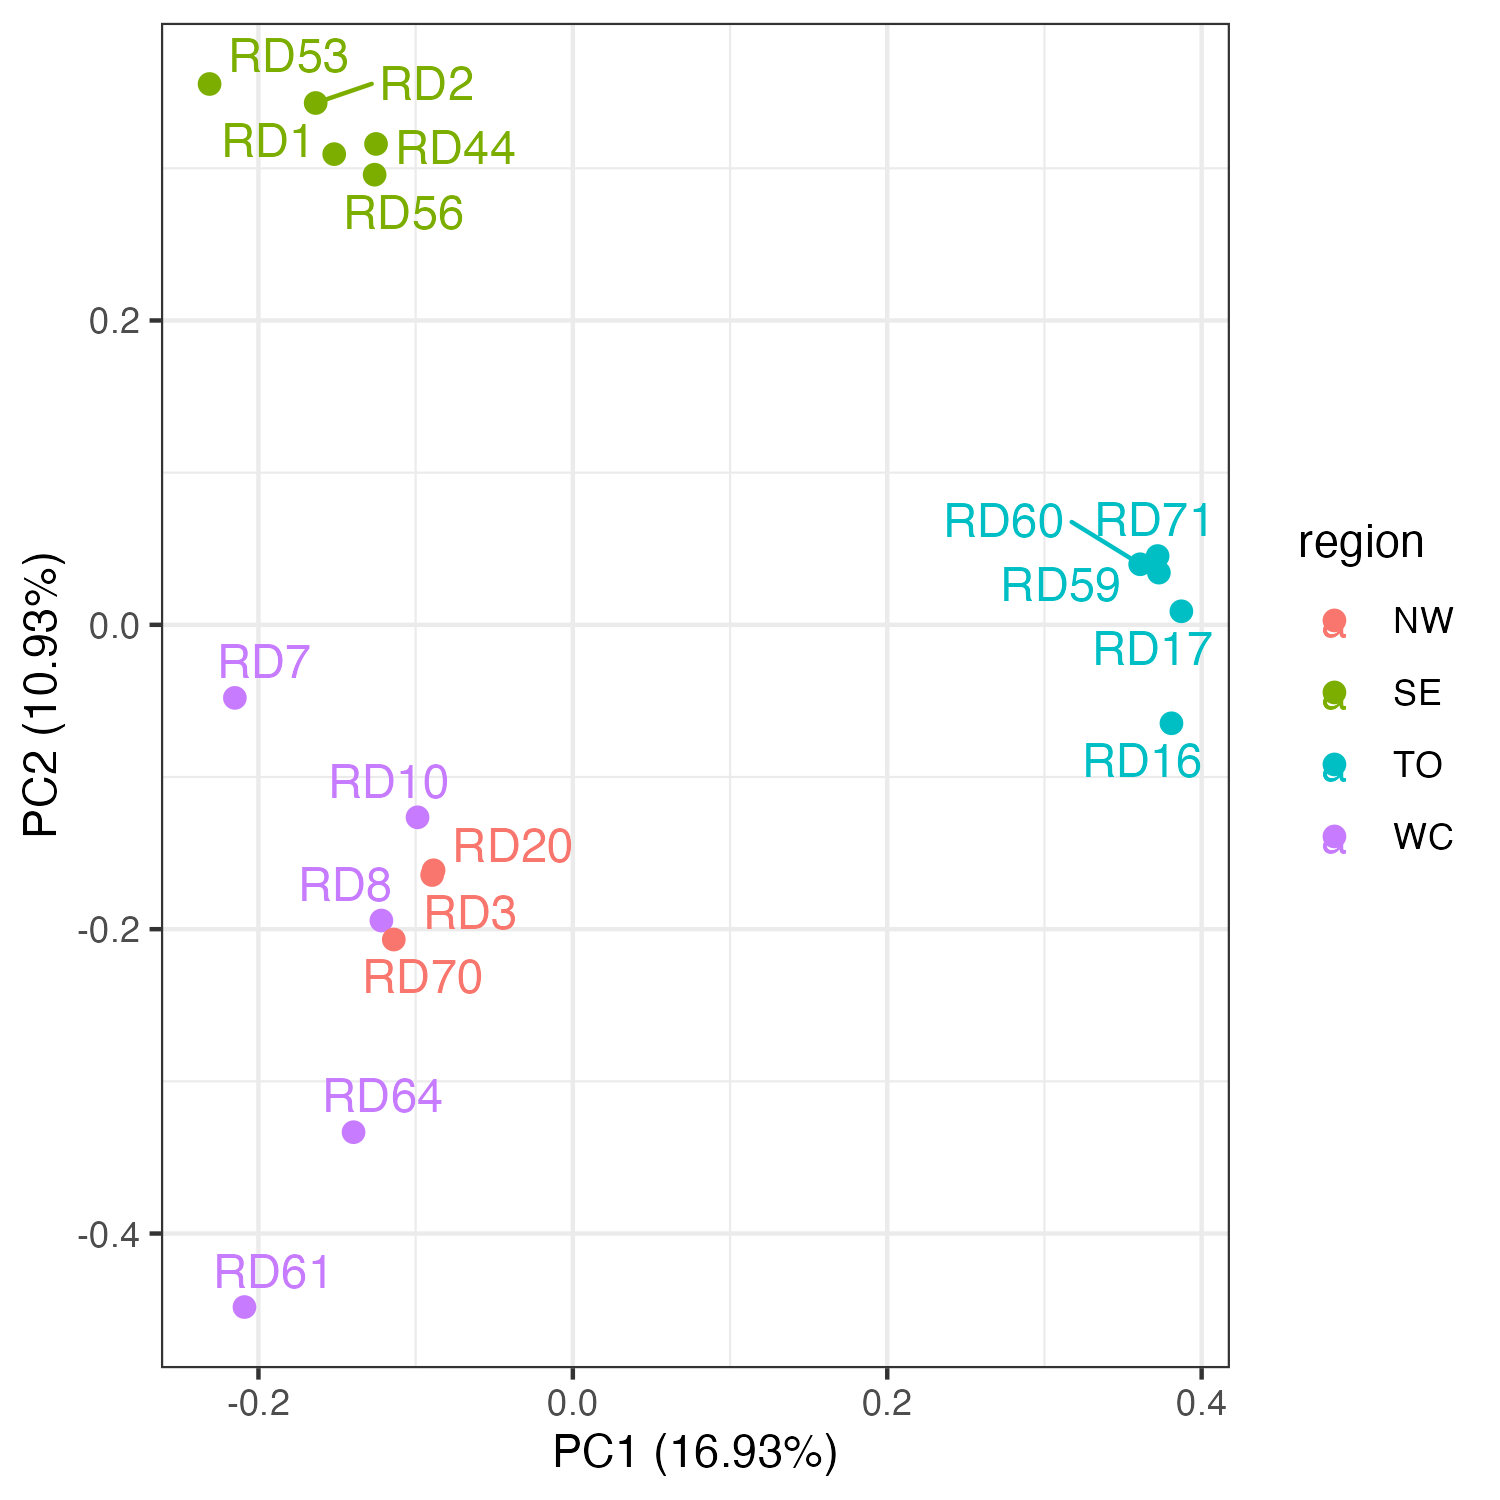 RD53
RD2
RD1
RD44
RD56
0.2
RD60
RD71
RD59
0.0
RD17
RD7
RD16
RD10
RD20
RD8
RD3
-0.2
RD70
RD64
-0.4
RD61
-0.2
0.0
0.2
0.4
PC1 (16.93%)
PC2 (10.93%)
region
a NW
a SE
a TO
a WC